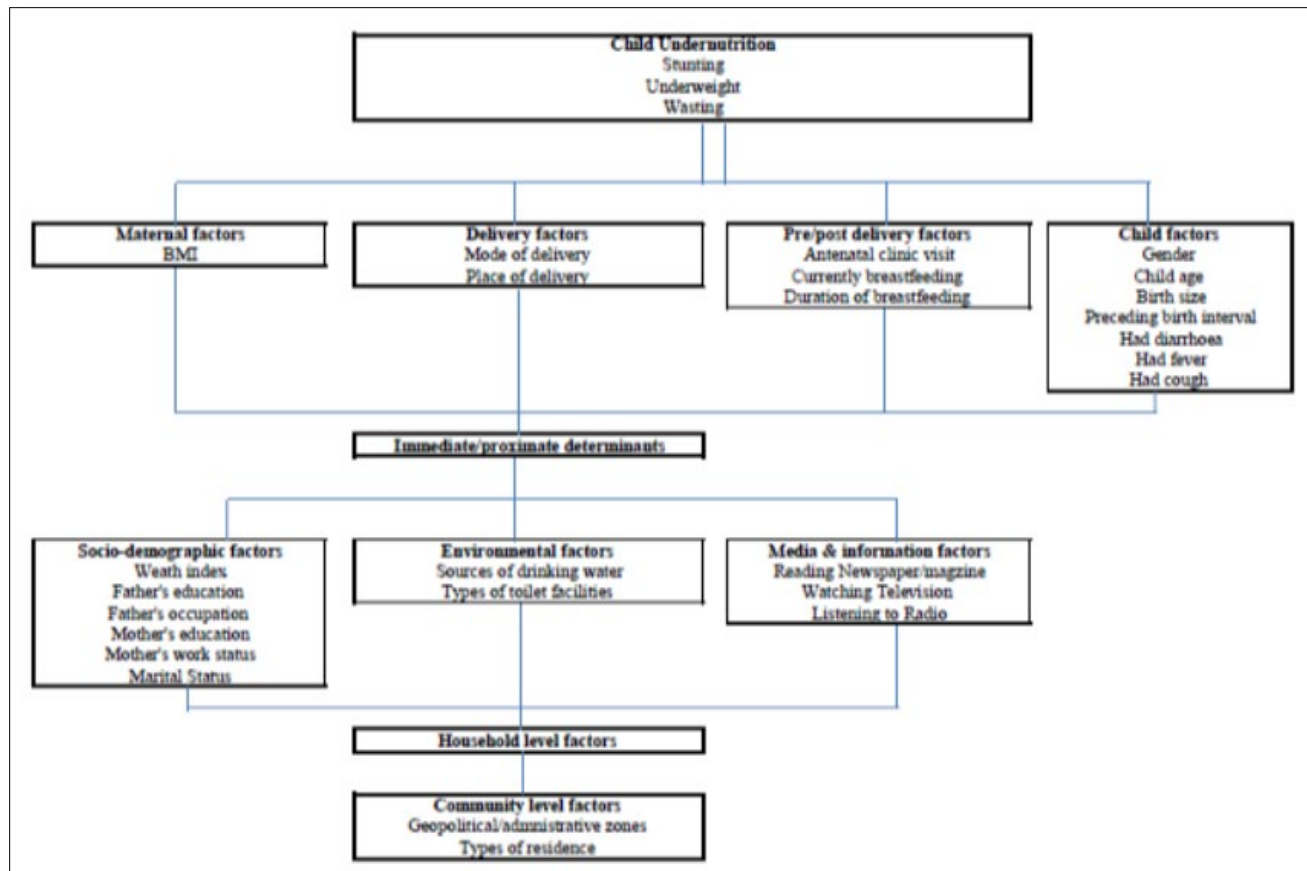 Child Undernutrition
Stunting
Underweight
Wasting
Maternal factors
BMI
Delivery factors
Mode of delivery
Place of delivery
Pre/post delivery factors
Antenatal clinic visit
Currently breastfeeding
Duration of breastfeeding
Child factors
Gender
Child age
Birth size
Preceding birth interval
Had diarrhoea
Had fever
Had cough
Immediate/proximate determinants
Socio-demographic factors
Weath index
Father's education
Father's occupation
Mother's education
Mother's work status
Marital Status
Environmental factors
Sources of drinking water
Types of toilet facilities
Media & information factors
Reading Newspaper/magzine
Watching Television
Listening to Radio
Household level factors
Community level factors
Geopolitical/admnistrative zones
Types of residence